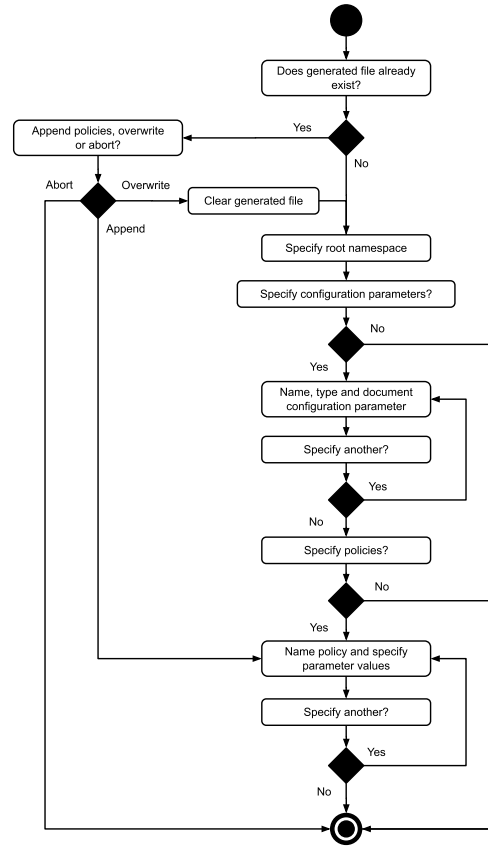 Does generated file already
exist?
Append policies, overwrite
or abort?
Yes
No
Abort
Overwrite
Clear generated file
Append
Specify root namespace
Specify configuration parameters?
No
Yes
Name, type and document
configuration parameter
Specify another?
Yes
No
Specify policies?
No
Yes
Name policy and specify
parameter values
Specify another?
Yes
No